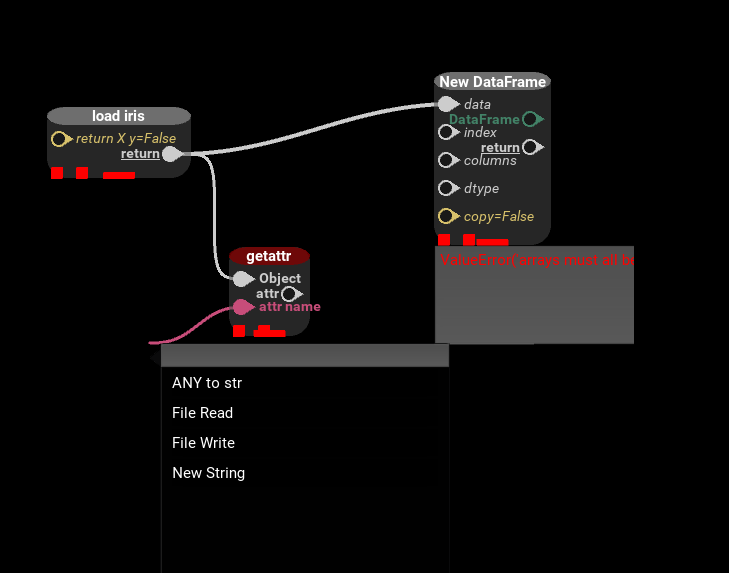 New DataFrame
data
DataFrame
index
return
columns
dtype
copy=False
load iris
return X y=False
return
ValueError('arrays must all
getattr
Object
attr
attr name
ANY to str
File Read
File Write
New String